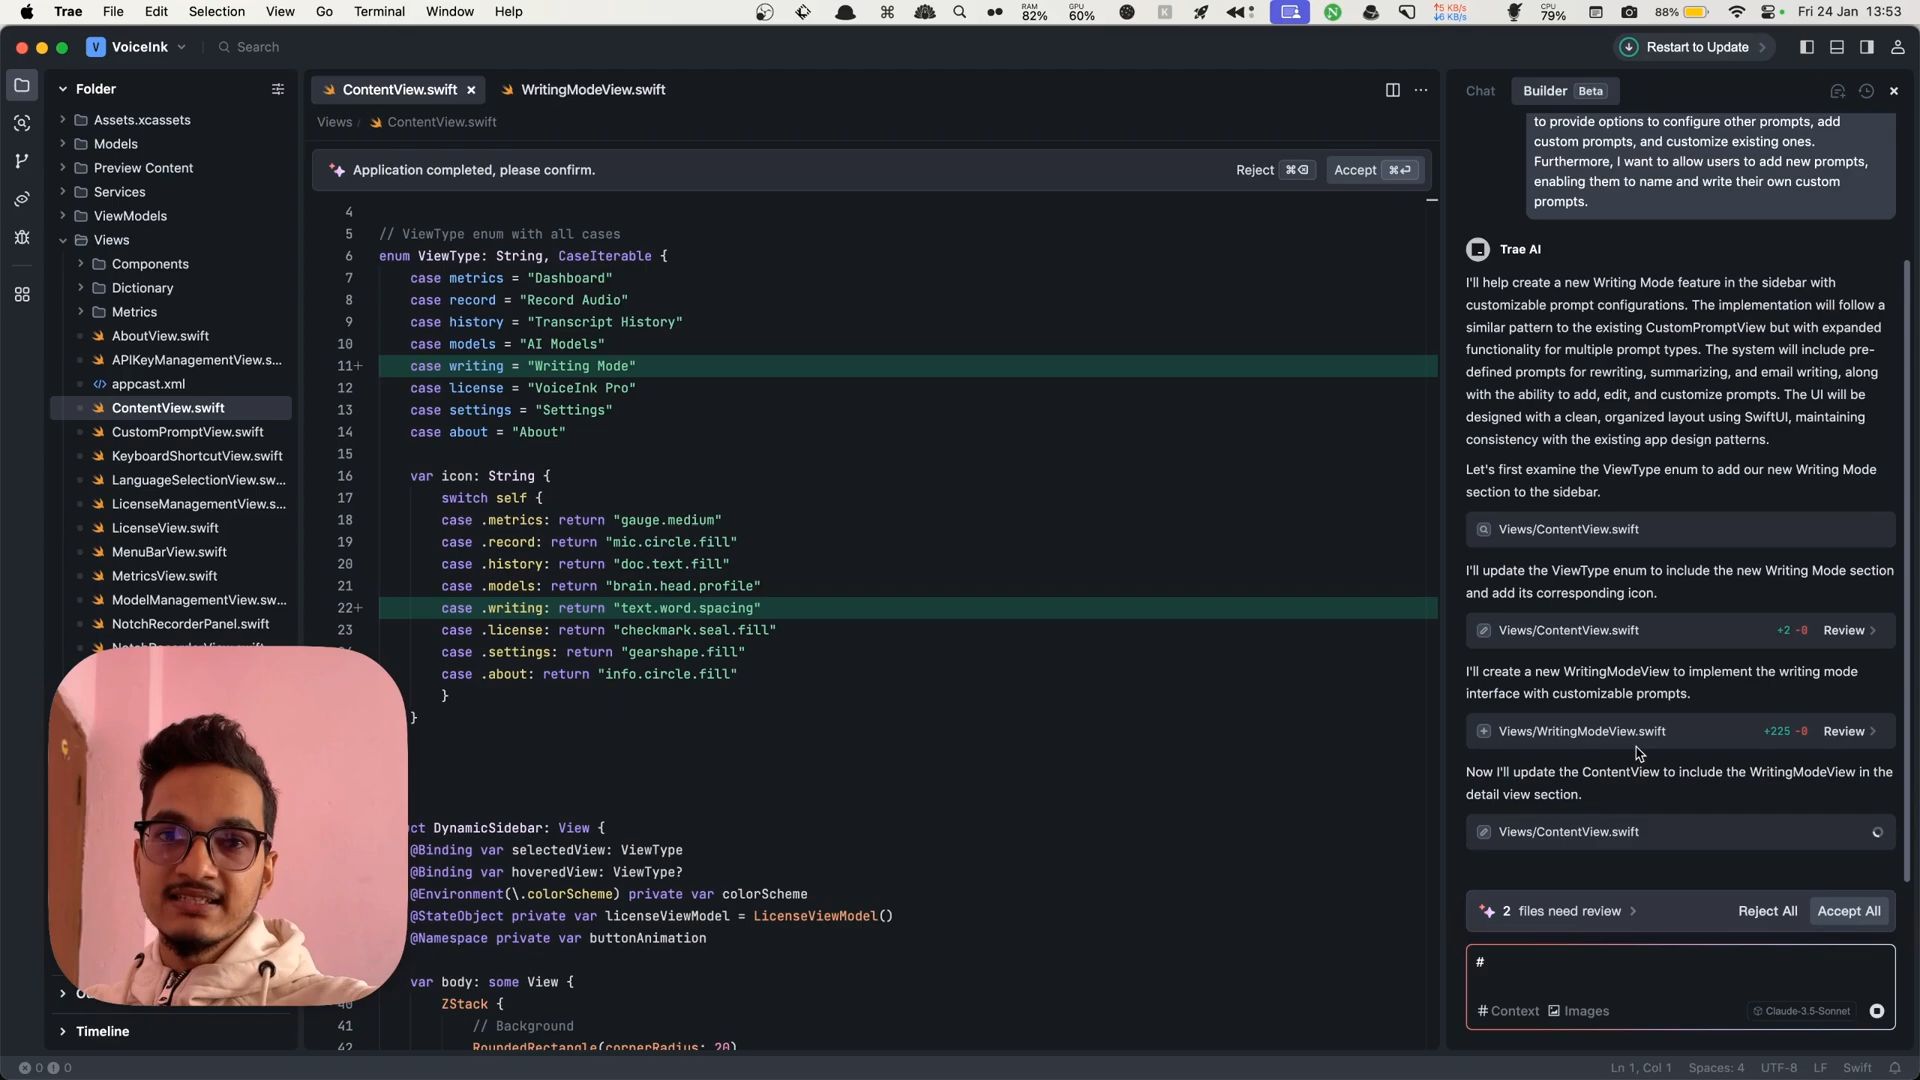 Trae File Edit Selection View Go Terminal Window Help
RAM 82% GPU 60% 5 KB/s 6 KB/s CPU 79% 88% Fri 24 Jan 13:53
V VoiceInk Search
Restart to Update
Folder
Assets.xcassets
Models
Preview Content
Services
ViewModels
Views
Components
Dictionary
Metrics
AboutView.swift
APIKeyManagementView.s...
appcast.xml
ContentView.swift
CustomPromptView.swift
KeyboardShortcutView.swift
LanguageSelectionView.sw...
LicenseManagementView.s...
LicenseView.swift
MenuBarView.swift
MetricsView.swift
ModelManagementView.sw...
NotchRecorderPanel.swift
Timeline
ContentView.swift WritingModeView.swift
Views / ContentView.swift
Application completed, please confirm.
Reject ⌘⌫ Accept ⌘↵
4
5 // ViewType enum with all cases
6 enum ViewType: String, CaseIterable {
7 case metrics = "Dashboard"
8 case record = "Record Audio"
9 case history = "Transcript History"
10 case models = "AI Models"
11+ case writing = "Writing Mode"
12 case license = "VoiceInk Pro"
13 case settings = "Settings"
14 case about = "About"
15
16 var icon: String {
17 switch self {
18 case .metrics: return "gauge.medium"
19 case .record: return "mic.circle.fill"
20 case .history: return "doc.text.fill"
21 case .models: return "brain.head.profile"
22+ case .writing: return "text.word.spacing"
23 case .license: return "checkmark.seal.fill"
case .settings: return "gearshape.fill"
case .about: return "info.circle.fill"
}
}
ct DynamicSidebar: View {
@Binding var selectedView: ViewType
@Binding var hoveredView: ViewType?
@Environment(\.colorScheme) private var colorScheme
@StateObject private var licenseViewModel = LicenseViewModel()
@Namespace private var buttonAnimation
var body: some View {
40 ZStack {
41 // Background
42 RoundedRectangle(cornerRadius: 20)
Chat Builder Beta
to provide options to configure other prompts, add
custom prompts, and customize existing ones.
Furthermore, I want to allow users to add new prompts,
enabling them to name and write their own custom
prompts.
Trae AI
I'll help create a new Writing Mode feature in the sidebar with
customizable prompt configurations. The implementation will follow a
similar pattern to the existing CustomPromptView but with expanded
functionality for multiple prompt types. The system will include pre-
defined prompts for rewriting, summarizing, and email writing, along
with the ability to add, edit, and customize prompts. The UI will be
designed with a clean, organized layout using SwiftUI, maintaining
consistency with the existing app design patterns.
Let's first examine the ViewType enum to add our new Writing Mode
section to the sidebar.
Views/ContentView.swift
I'll update the ViewType enum to include the new Writing Mode section
and add its corresponding icon.
Views/ContentView.swift +2 -0 Review
I'll create a new WritingModeView to implement the writing mode
interface with customizable prompts.
Views/WritingModeView.swift +225 -0 Review
Now I'll update the ContentView to include the WritingModeView in the
detail view section.
Views/ContentView.swift
2 files need review Reject All Accept All
#
# Context Images Claude-3.5-Sonnet
0 0 Ln 1, Col 1 Spaces: 4 UTF-8 LF Swift